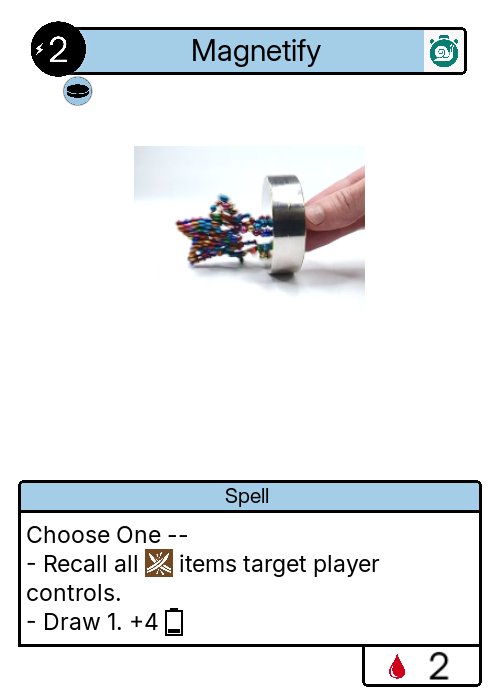 2
Magnetify
Spell
Choose One --
- Recall all items target player
controls.
- Draw 1. +4
2